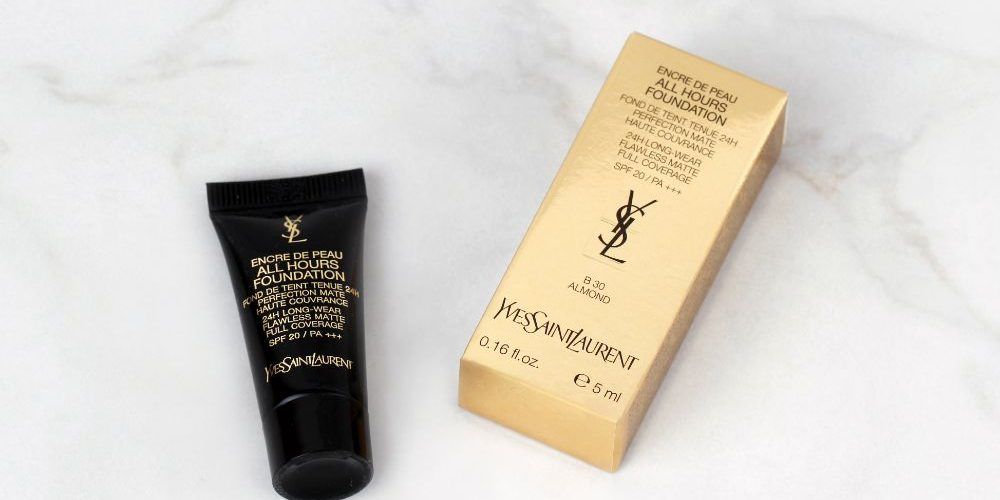 YSL
ENCRE DE PEAU
ALL HOURS
FOUNDATION
FOND DE TEINT TENUE 24H
PERFECTION MATE
HAUTE COUVRANCE
24H LONG-WEAR
FLAWLESS MATTE
FULL COVERAGE
SPF 20 / PA +++
YVESSAINTLAURENT
ENCRE DE PEAU
ALL HOURS
FOUNDATION
FOND DE TEINT TENUE 24H
PERFECTION MATE
HAUTE COUVRANCE
24H LONG-WEAR
FLAWLESS MATTE
FULL COVERAGE
SPF 20 / PA +++
YSL
B 30
ALMOND
YVESSAINTLAURENT
0.16 fl.oz. ℮ 5 ml